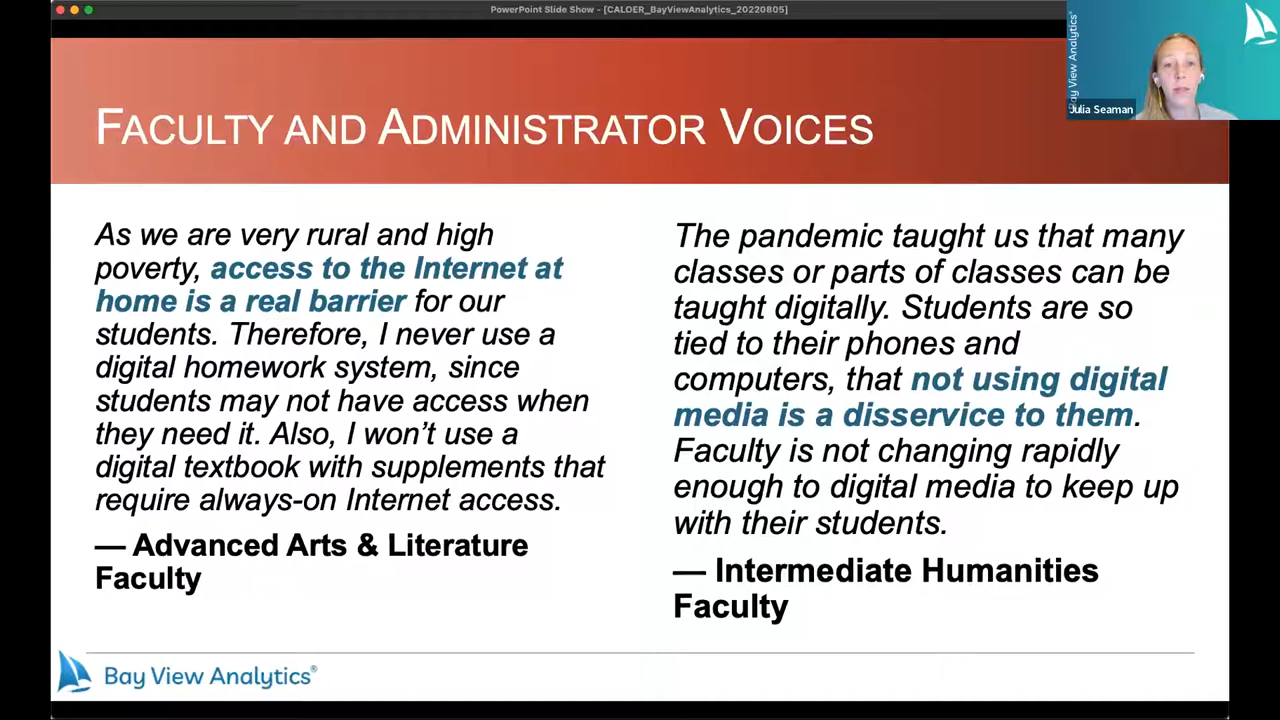 PowerPoint Slide Show - [CALDER_BayViewAnalytics_20220805]
Bay View Analytics®
Julia Seaman
FACULTY AND ADMINISTRATOR VOICES
As we are very rural and high
poverty, access to the Internet at
home is a real barrier for our
students. Therefore, I never use a
digital homework system, since
students may not have access when
they need it. Also, I won't use a
digital textbook with supplements that
require always-on Internet access.
— Advanced Arts & Literature
Faculty
The pandemic taught us that many
classes or parts of classes can be
taught digitally. Students are so
tied to their phones and
computers, that not using digital
media is a disservice to them.
Faculty is not changing rapidly
enough to digital media to keep up
with their students.
— Intermediate Humanities
Faculty
Bay View Analytics®